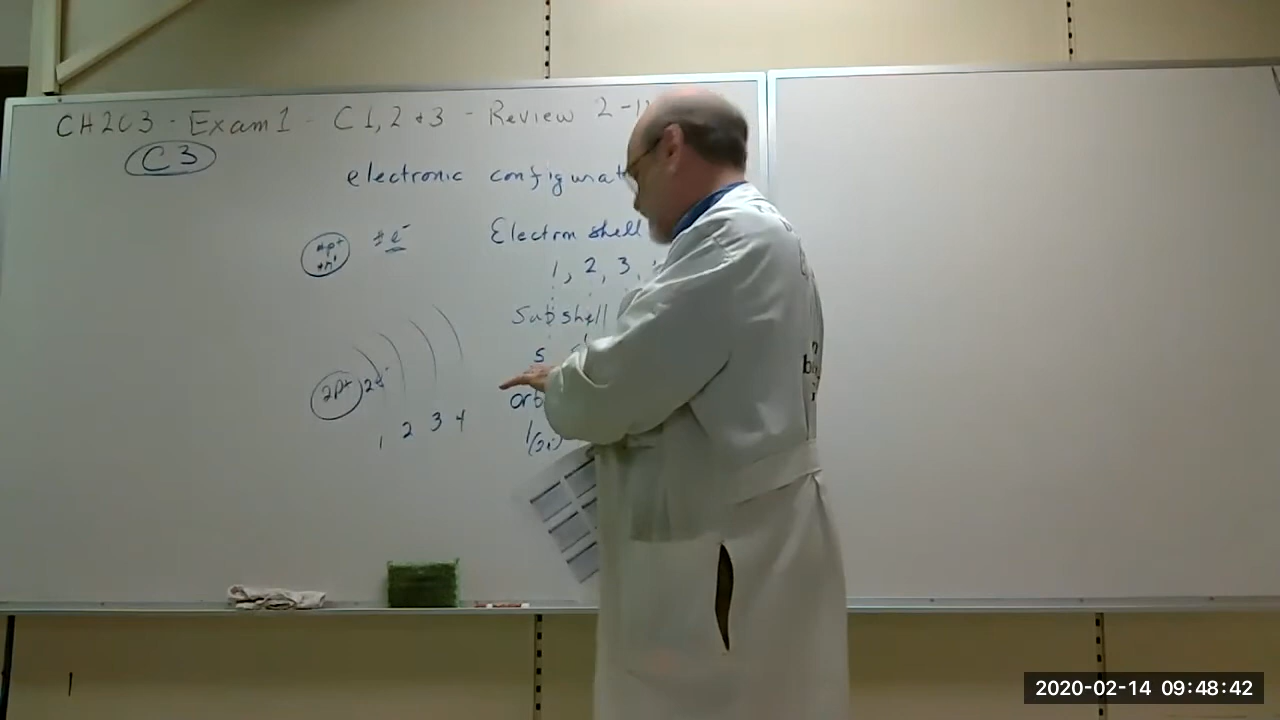 CH203 - Exam 1 - C1, 2 + 3 - Review 2-1
C3
electronic configurat
#p+
#n°
# e-
Electron shell
1, 2, 3,
Subshell
s
2p+ 2e-
orb
1 2 3 4
2020-02-14 09:48:42